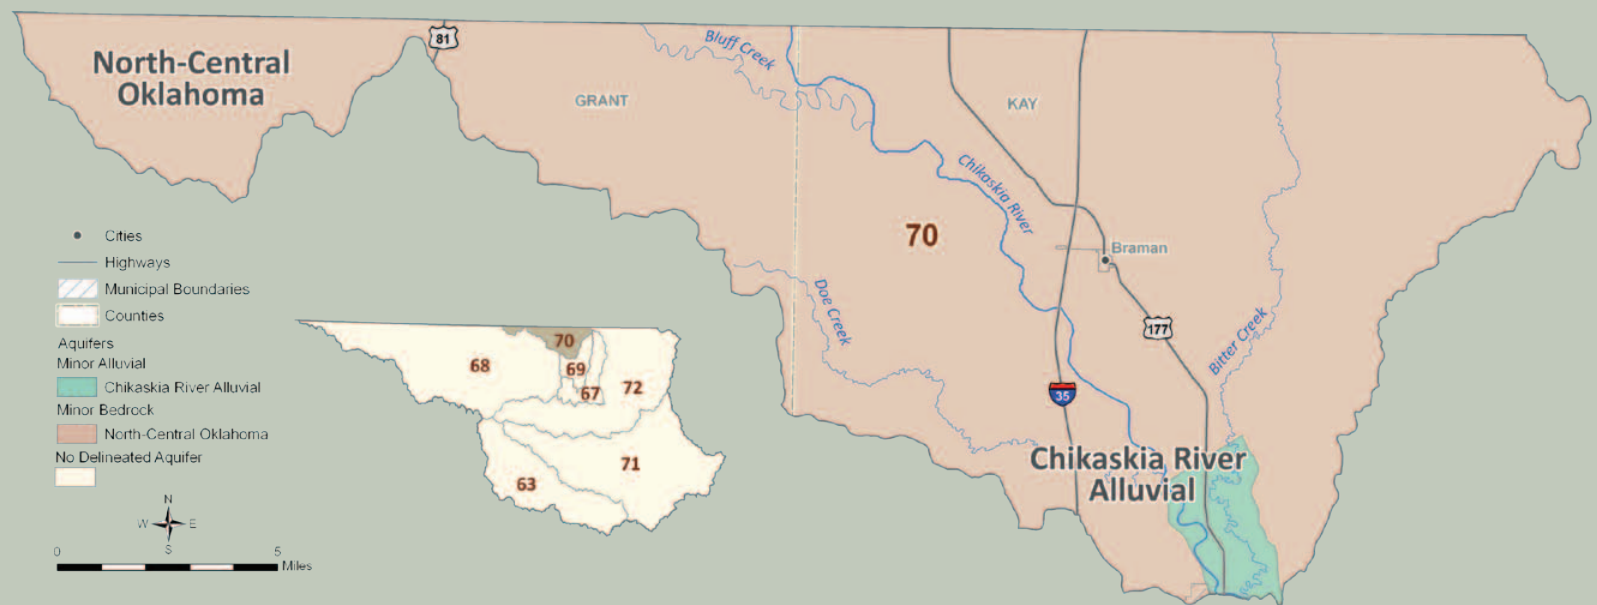 North-Central
Oklahoma
81
Bluff Creek
GRANT
KAY
Chikaskia River
70
Braman
Doe Creek
177
Bitter Creek
35
Chikaskia River
Alluvial
Cities
Highways
Municipal Boundaries
Counties
Aquifers
Minor Alluvial
Chikaskia River Alluvial
Minor Bedrock
North-Central Oklahoma
No Delineated Aquifer
N
W E
S
0 5
Miles
70
68
69
67
72
71
63